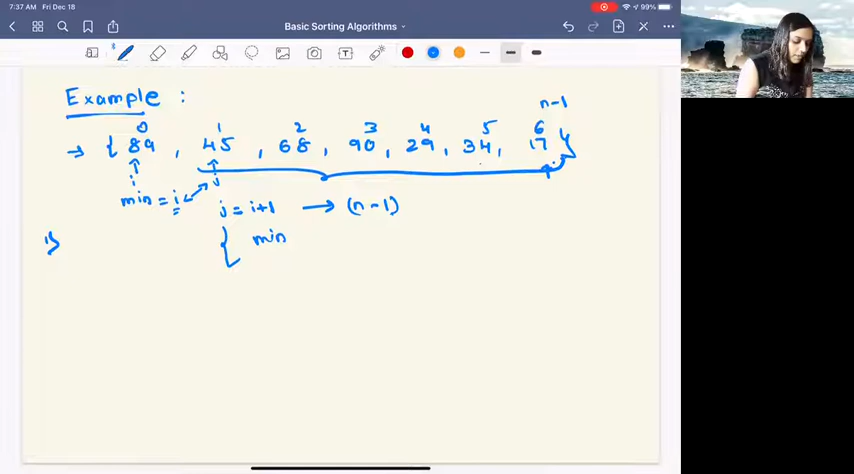 7:37 AM Fri Dec 18
99%
Basic Sorting Algorithms
Example :
n-1
0 1 2 3 4 5 6
→ { 89 , 45 , 68 , 90 , 29 , 34 , 17 }
i j
min = i
j = i+1 → (n-1)
1)
{ min